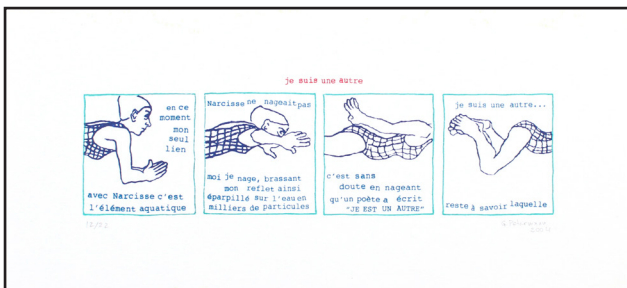 je suis une autre
en ce
moment
mon
seul
lien
avec Narcisse c'est
l'élément aquatique
Narcisse ne nageait pas
moi je nage, brassant
mon reflet ainsi
éparpillé sur l'eau en
milliers de particules
c'est sans
doute en nageant
qu'un poète a écrit
"JE EST UN AUTRE"
je suis une autre...
reste à savoir laquelle